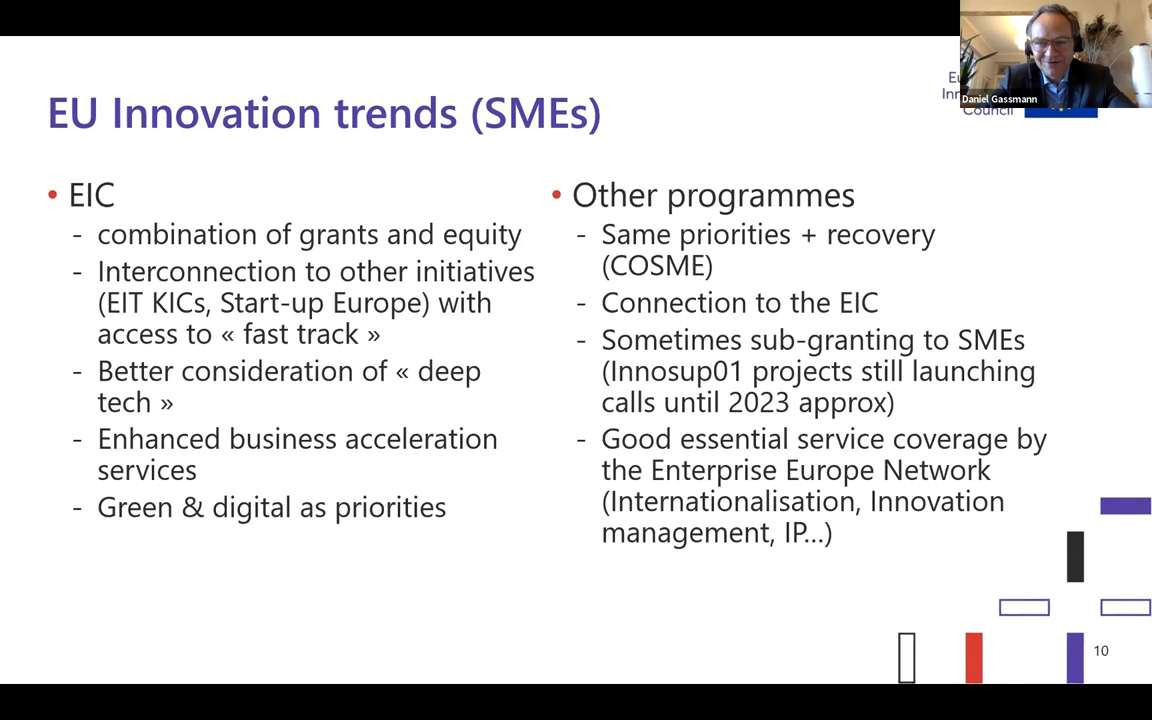 Daniel Gassmann
Council
EU Innovation trends (SMEs)
• EIC
- combination of grants and equity
- Interconnection to other initiatives
(EIT KICs, Start-up Europe) with
access to « fast track »
- Better consideration of « deep
tech »
- Enhanced business acceleration
services
- Green & digital as priorities
• Other programmes
- Same priorities + recovery
(COSME)
- Connection to the EIC
- Sometimes sub-granting to SMEs
(Innosup01 projects still launching
calls until 2023 approx)
- Good essential service coverage by
the Enterprise Europe Network
(Internationalisation, Innovation
management, IP...)
10